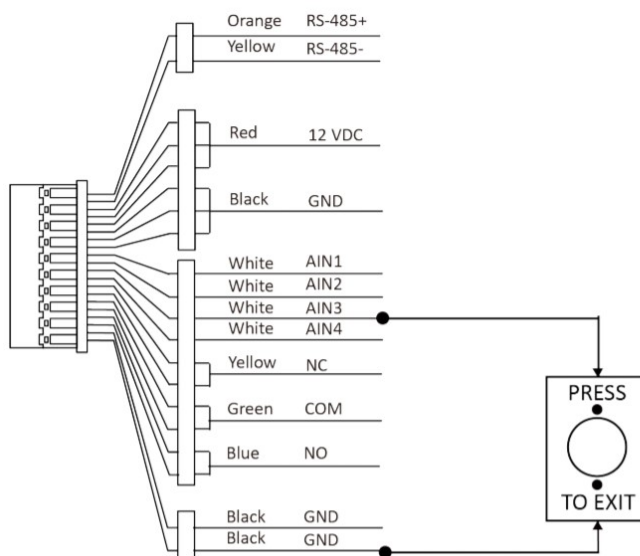 Orange RS-485+
Yellow RS-485-
Red 12 VDC
Black GND
White AIN1
White AIN2
White AIN3
White AIN4
Yellow NC
Green COM
Blue NO
Black GND
Black GND
PRESS
TO EXIT